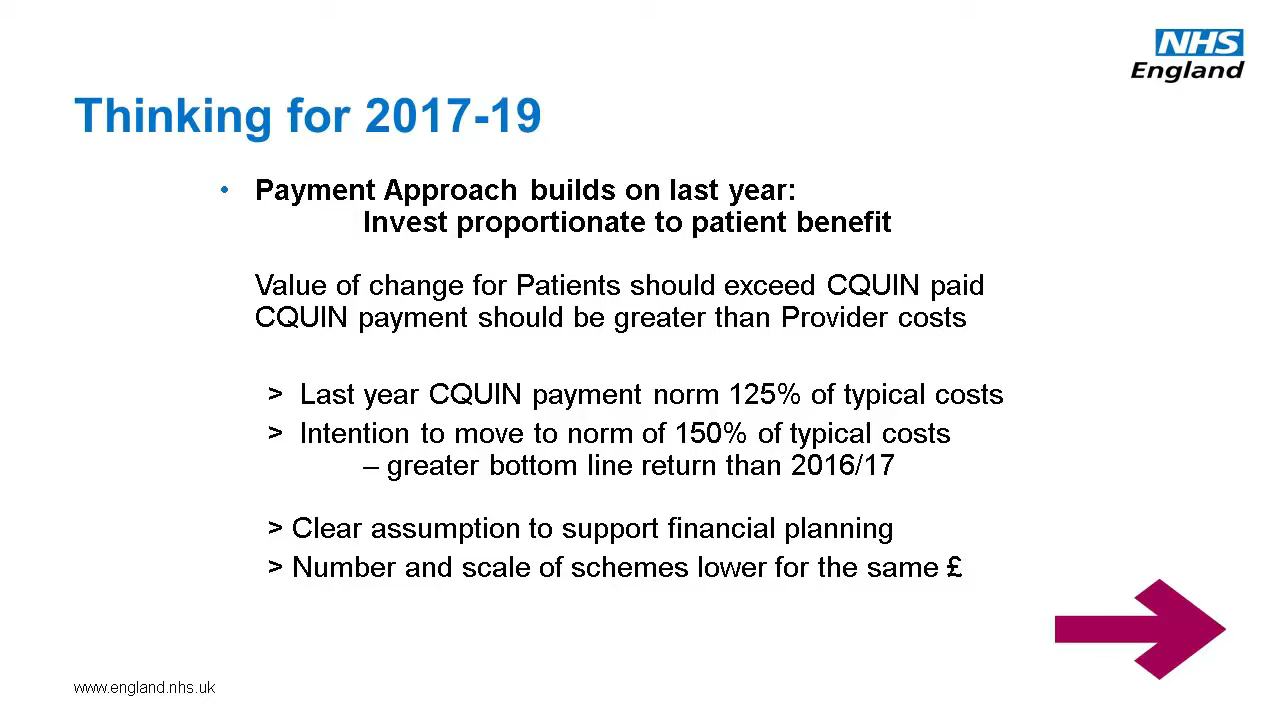 NHS
England
Thinking for 2017-19
• Payment Approach builds on last year:
Invest proportionate to patient benefit
Value of change for Patients should exceed CQUIN paid
CQUIN payment should be greater than Provider costs
> Last year CQUIN payment norm 125% of typical costs
> Intention to move to norm of 150% of typical costs
– greater bottom line return than 2016/17
> Clear assumption to support financial planning
> Number and scale of schemes lower for the same £
www.england.nhs.uk